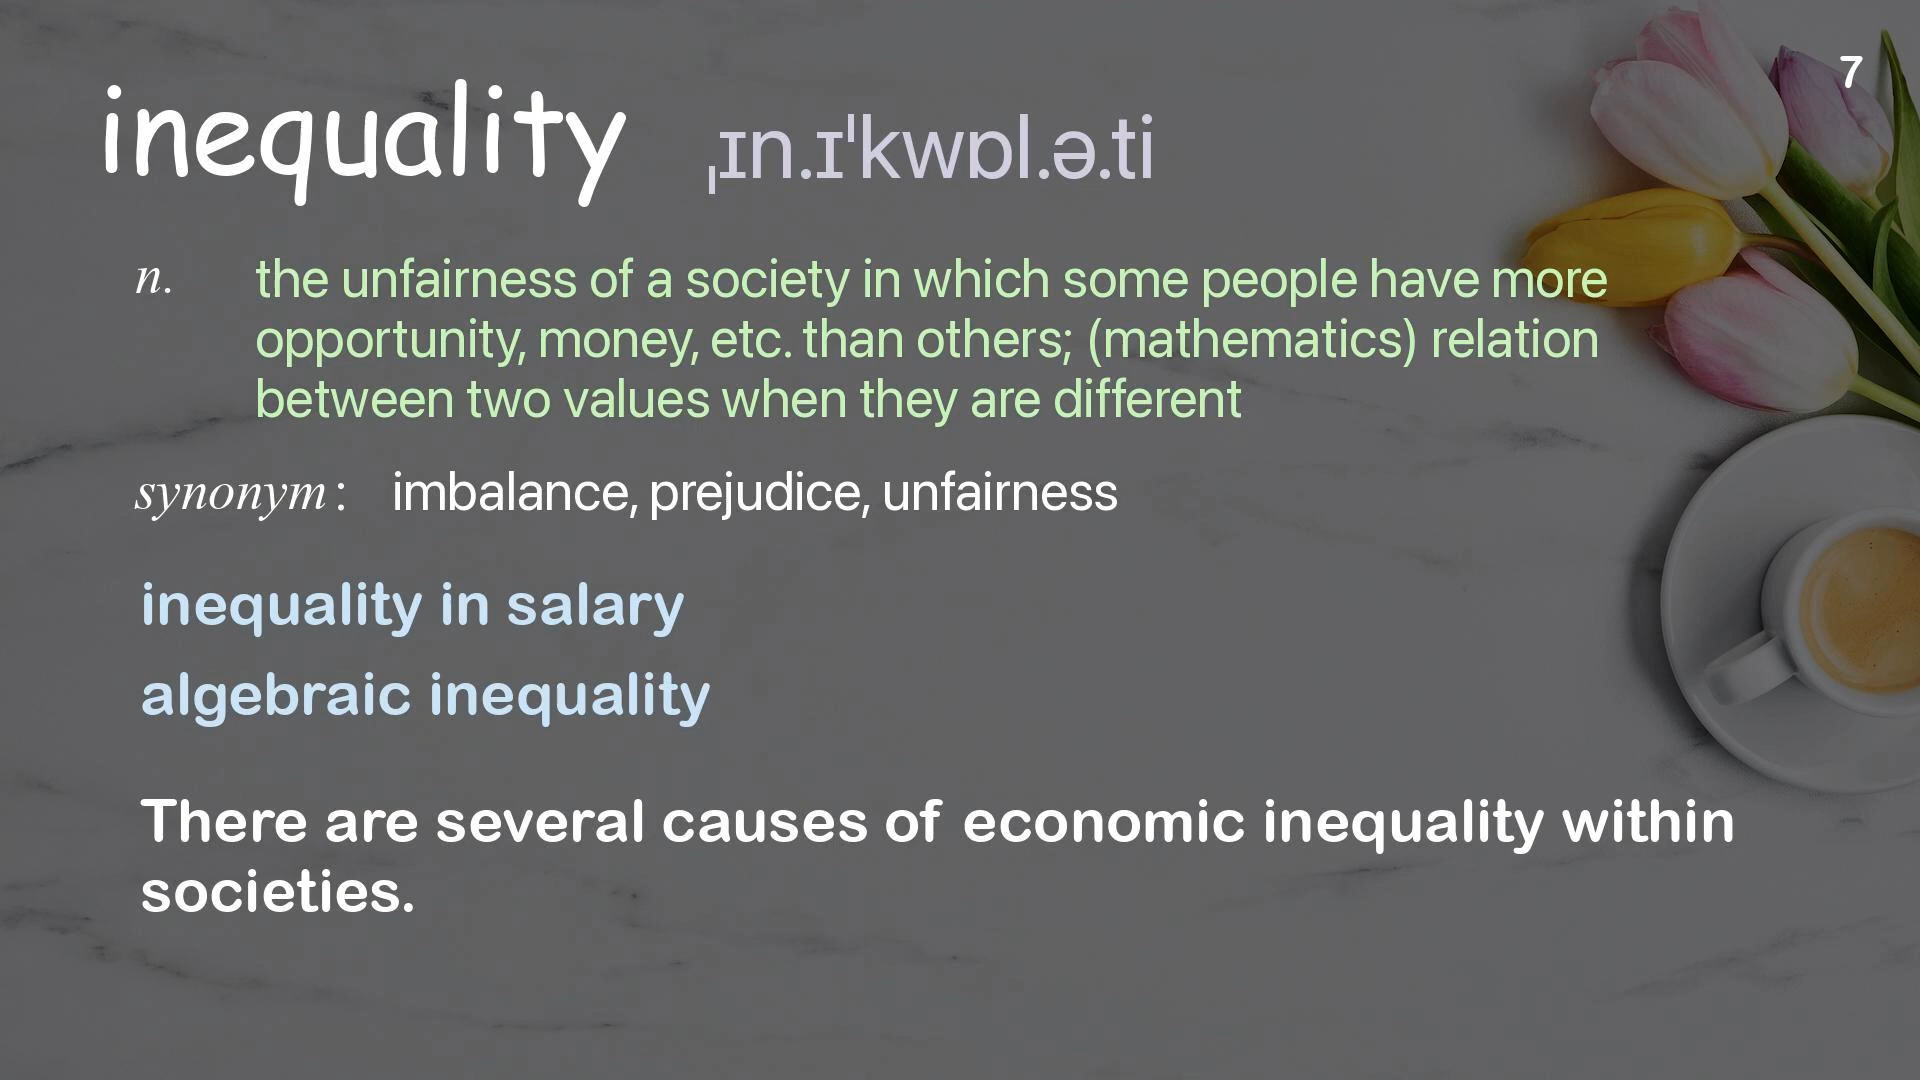 7
inequality ˌɪn.ɪˈkwɒl.ə.ti
n. the unfairness of a society in which some people have more
opportunity, money, etc. than others; (mathematics) relation
between two values when they are different
synonym : imbalance, prejudice, unfairness
inequality in salary
algebraic inequality
There are several causes of economic inequality within
societies.